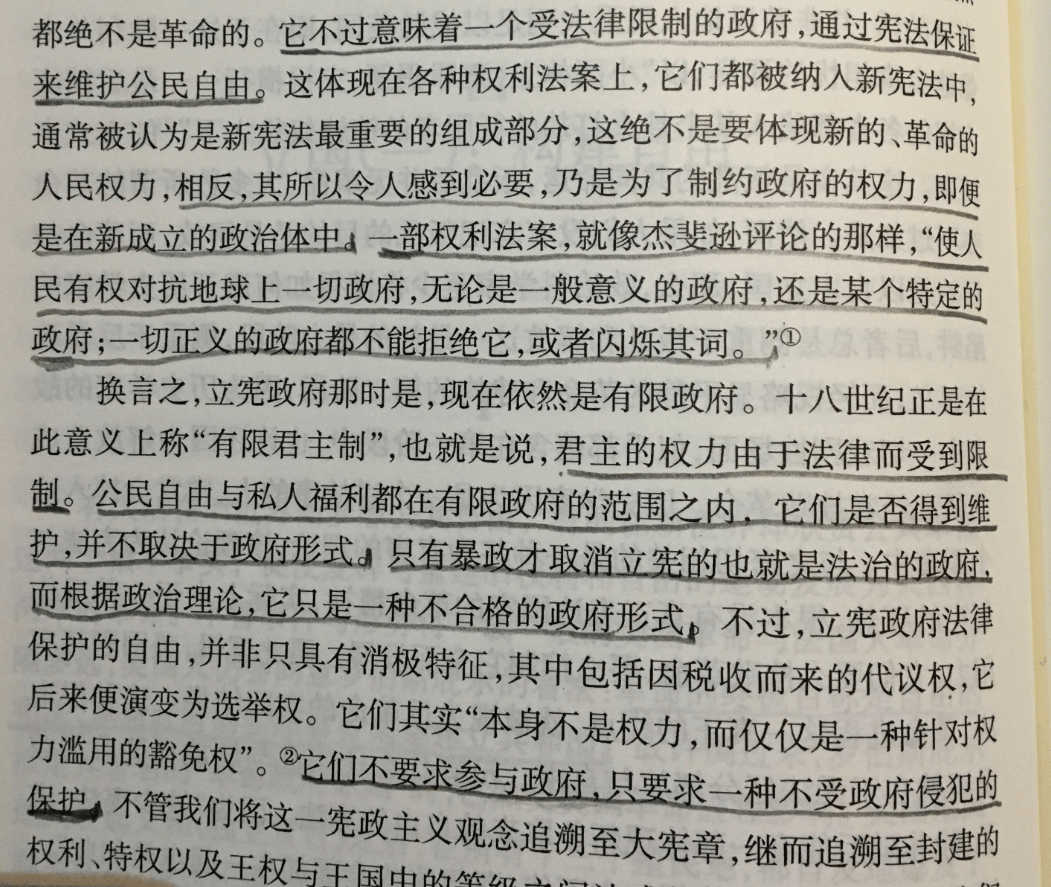 都绝不是革命的。它不过意味着一个受法律限制的政府,通过宪法保证
来维护公民自由。这体现在各种权利法案上,它们都被纳入新宪法中,
通常被认为是新宪法最重要的组成部分,这绝不是要体现新的、革命的
人民权力,相反,其所以令人感到必要,乃是为了制约政府的权力,即便
是在新成立的政治体中。一部权利法案,就像杰斐逊评论的那样,“使人
民有权对抗地球上一切政府,无论是一般意义的政府,还是某个特定的
政府;一切正义的政府都不能拒绝它,或者闪烁其词。”①
换言之,立宪政府那时是,现在依然是有限政府。十八世纪正是在
此意义上称“有限君主制”,也就是说,君主的权力由于法律而受到限
制。公民自由与私人福利都在有限政府的范围之内,它们是否得到维
护,并不取决于政府形式。只有暴政才取消立宪的也就是法治的政府,
而根据政治理论,它只是一种不合格的政府形式。不过,立宪政府法律
保护的自由,并非只具有消极特征,其中包括因税收而来的代议权,它
后来便演变为选举权。它们其实“本身不是权力,而仅仅是一种针对权
力滥用的豁免权”。②它们不要求参与政府,只要求一种不受政府侵犯的
保护。不管我们将这一宪政主义观念追溯至大宪章,继而追溯至封建的
权利、特权以及王权与王国中的等级之间